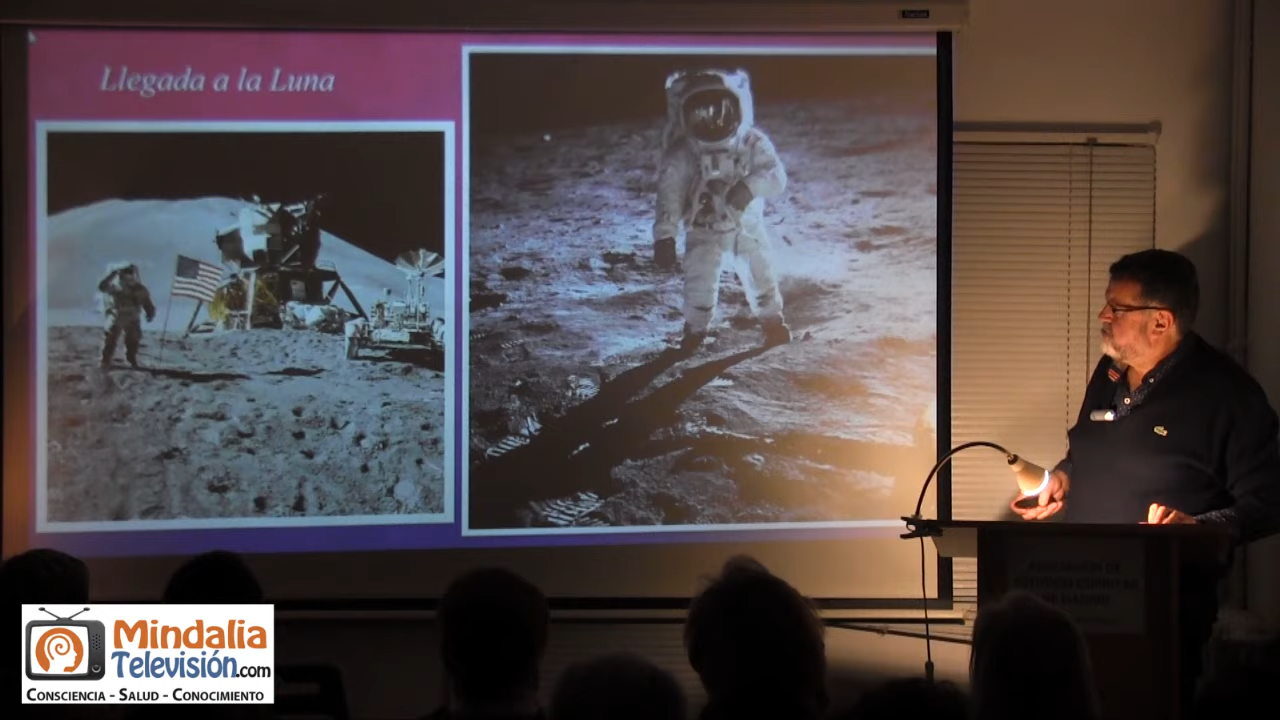 Llegada a la Luna
Mindalia
Televisión.com
Consciencia - Salud - Conocimiento